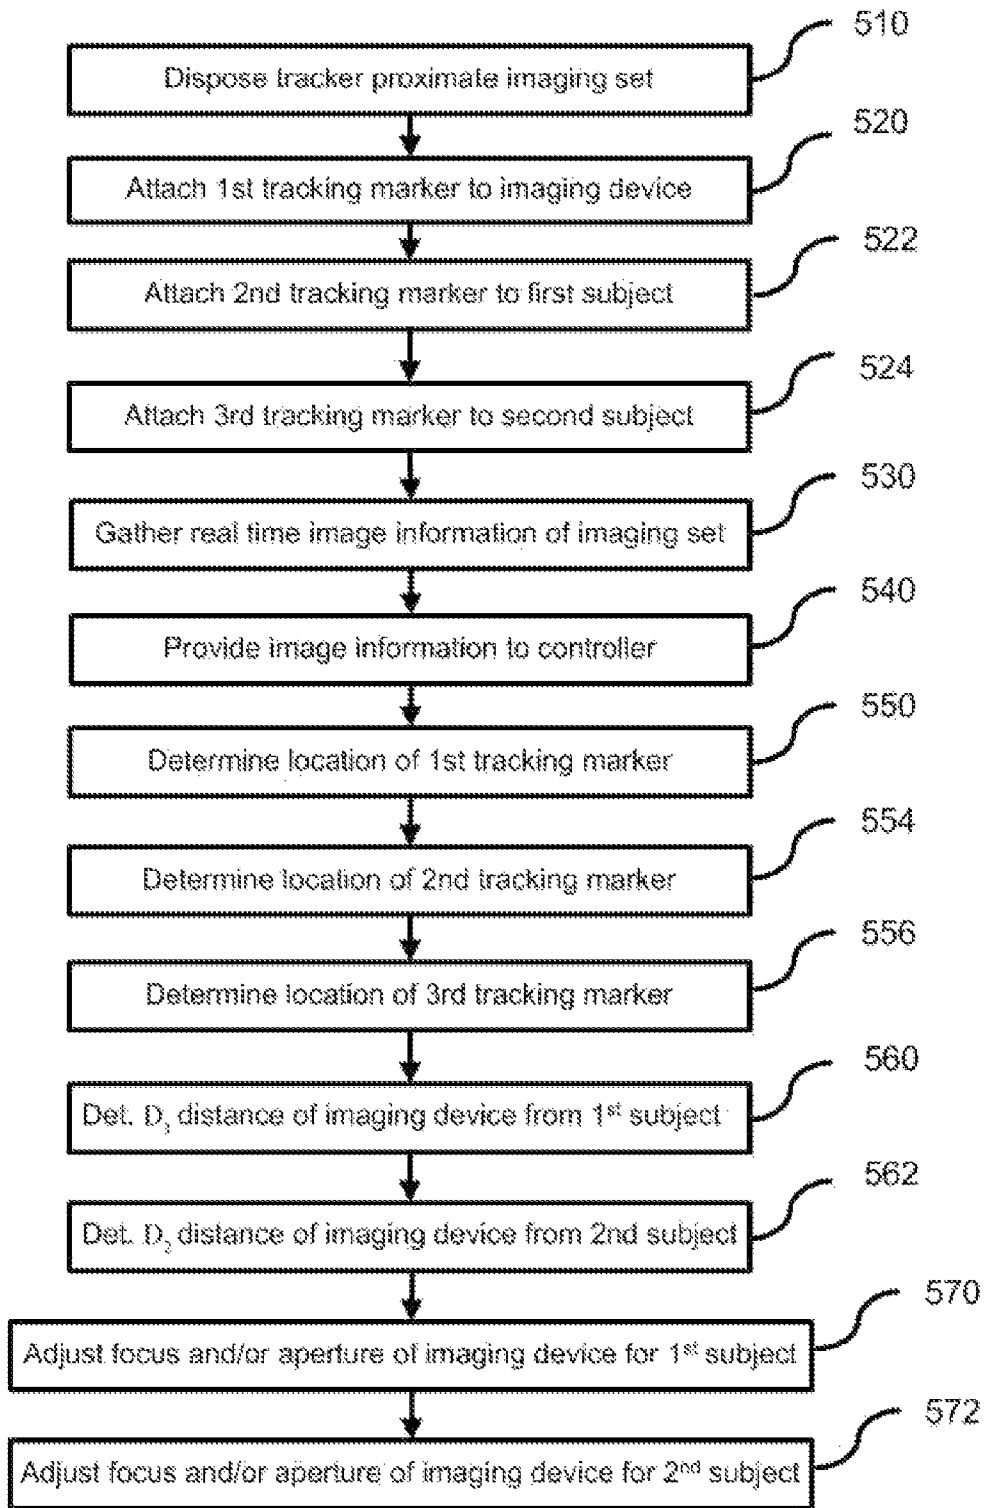 510
Dispose tracker proximate imaging set
520
Attach 1st tracking marker to imaging device
522
Attach 2nd tracking marker to first subject
524
Attach 3rd tracking marker to second subject
530
Gather real time image information of imaging set
540
Provide image information to controller
550
Determine location of 1st tracking marker
554
Determine location of 2nd tracking marker
556
Determine location of 3rd tracking marker
560
Det. D₁ distance of imaging device from 1st subject
562
Det. D₂ distance of imaging device from 2nd subject
570
Adjust focus and/or aperture of imaging device for 1st subject
572
Adjust focus and/or aperture of imaging device for 2nd subject